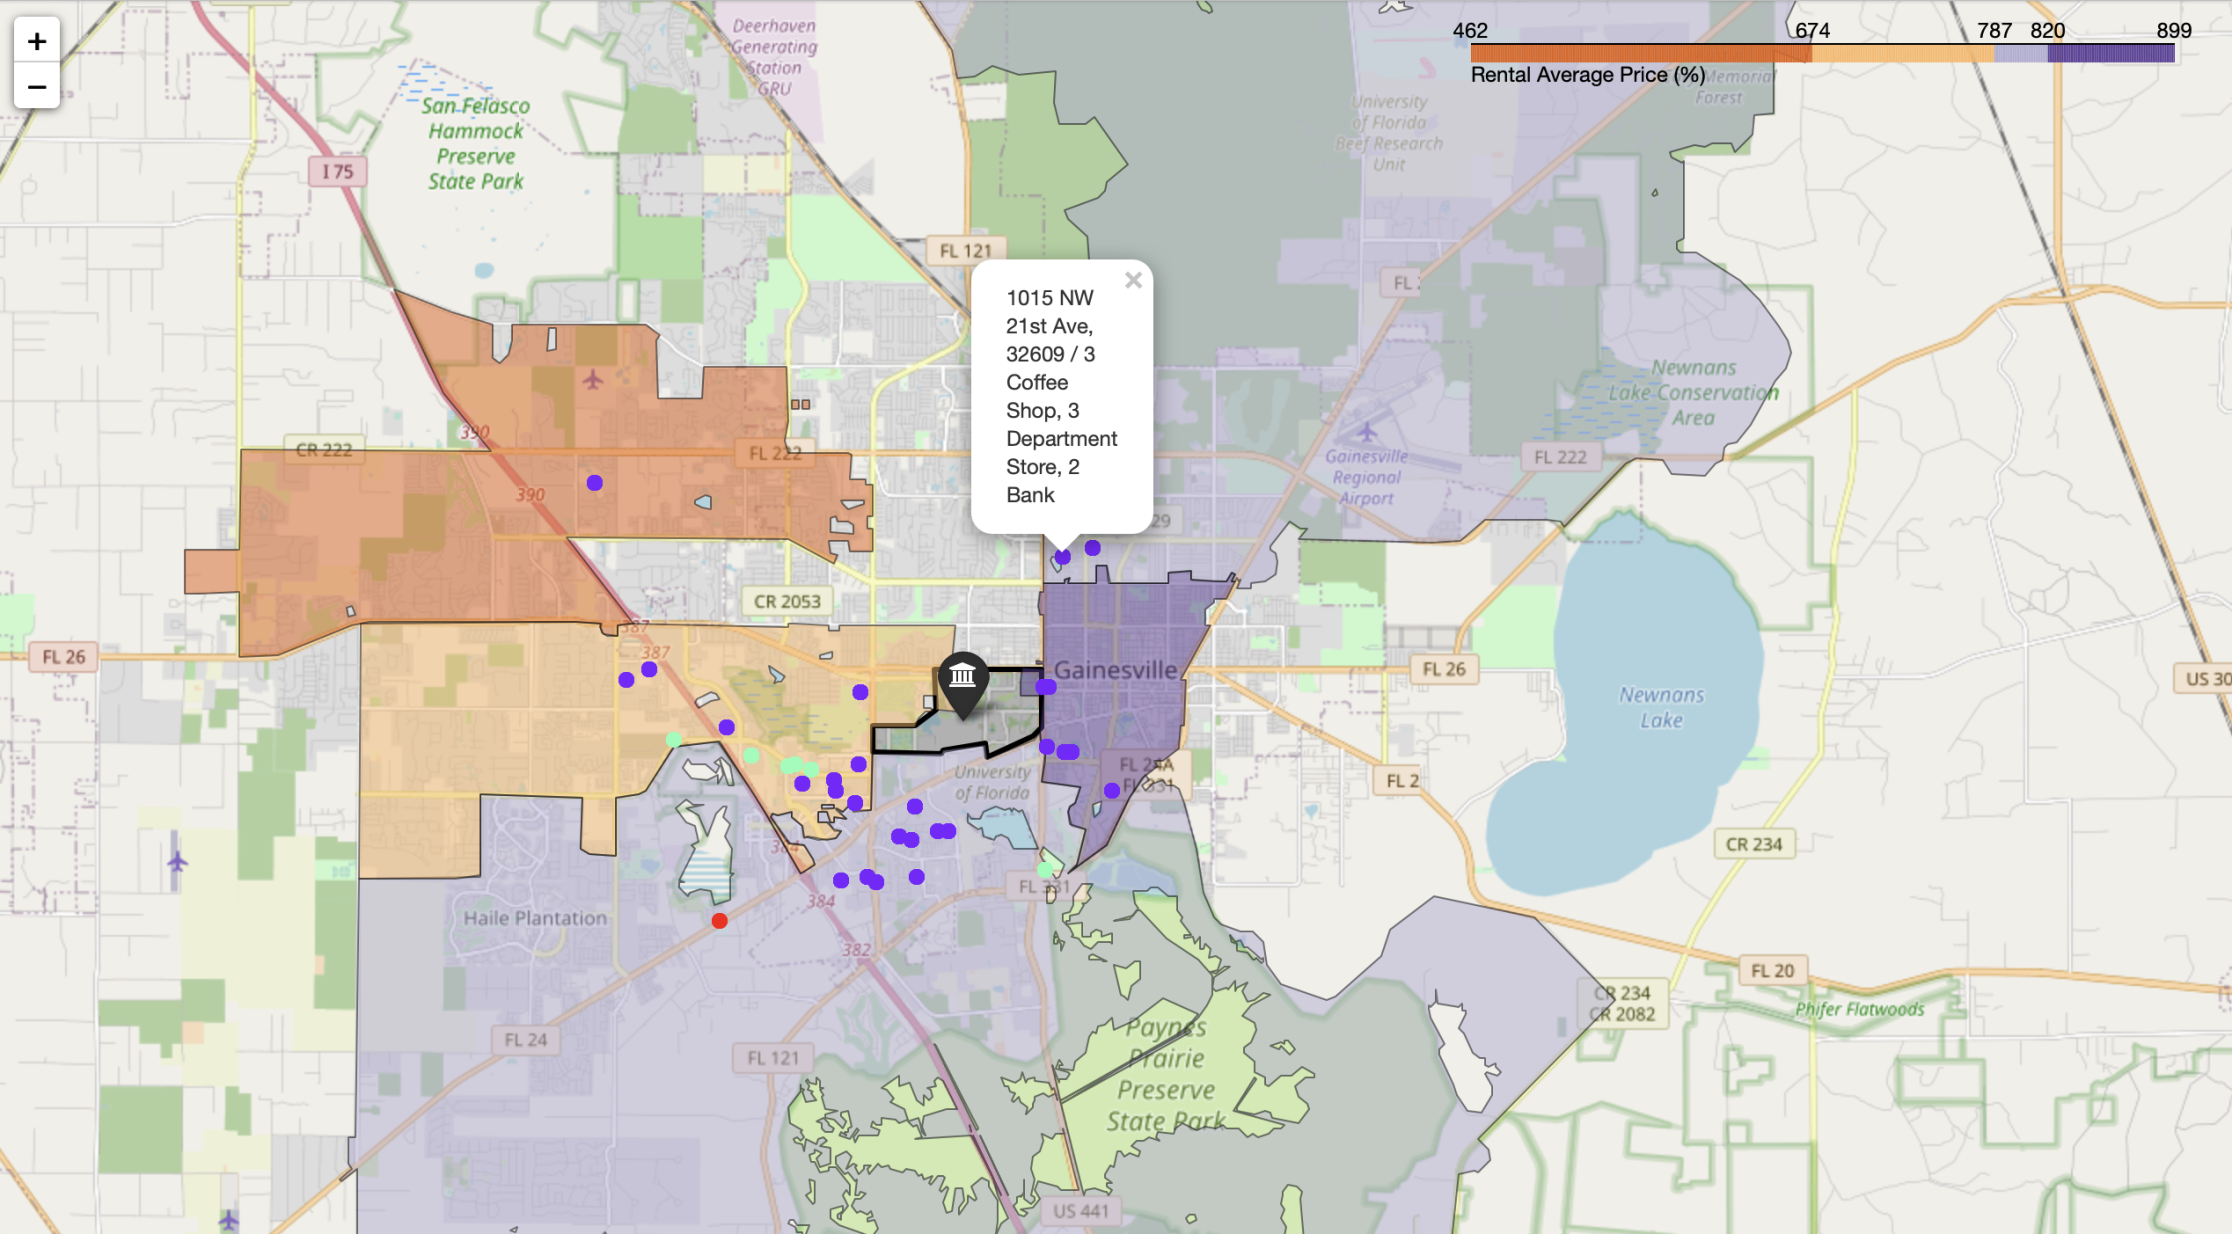 +
−
462
674
787
820
899
Rental Average Price (%)
Deerhaven
Generating
Station
GRU
Memorial
Forest
San Felasco
Hammock
Preserve
State Park
University
of Florida
Beef Research
Unit
I 75
FL 121
×
1015 NW
21st Ave,
32609 / 3
Coffee
Shop, 3
Department
Store, 2
Bank
Newnans
Lake Conservation
Area
390
CR 222
FL 222
FL 222
Gainesville
Regional
Airport
390
29
CR 2053
387
FL 26
387
Gainesville
FL 26
US 30
Newnans
Lake
University
of Florida
FL 24A
FL 331
FL 2
CR 234
384
FL 331
384
Haile Plantation
382
FL 20
CR 234
CR 2082
Phifer Flatwoods
FL 24
FL 121
Paynes
Prairie
Preserve
State Park
US 441